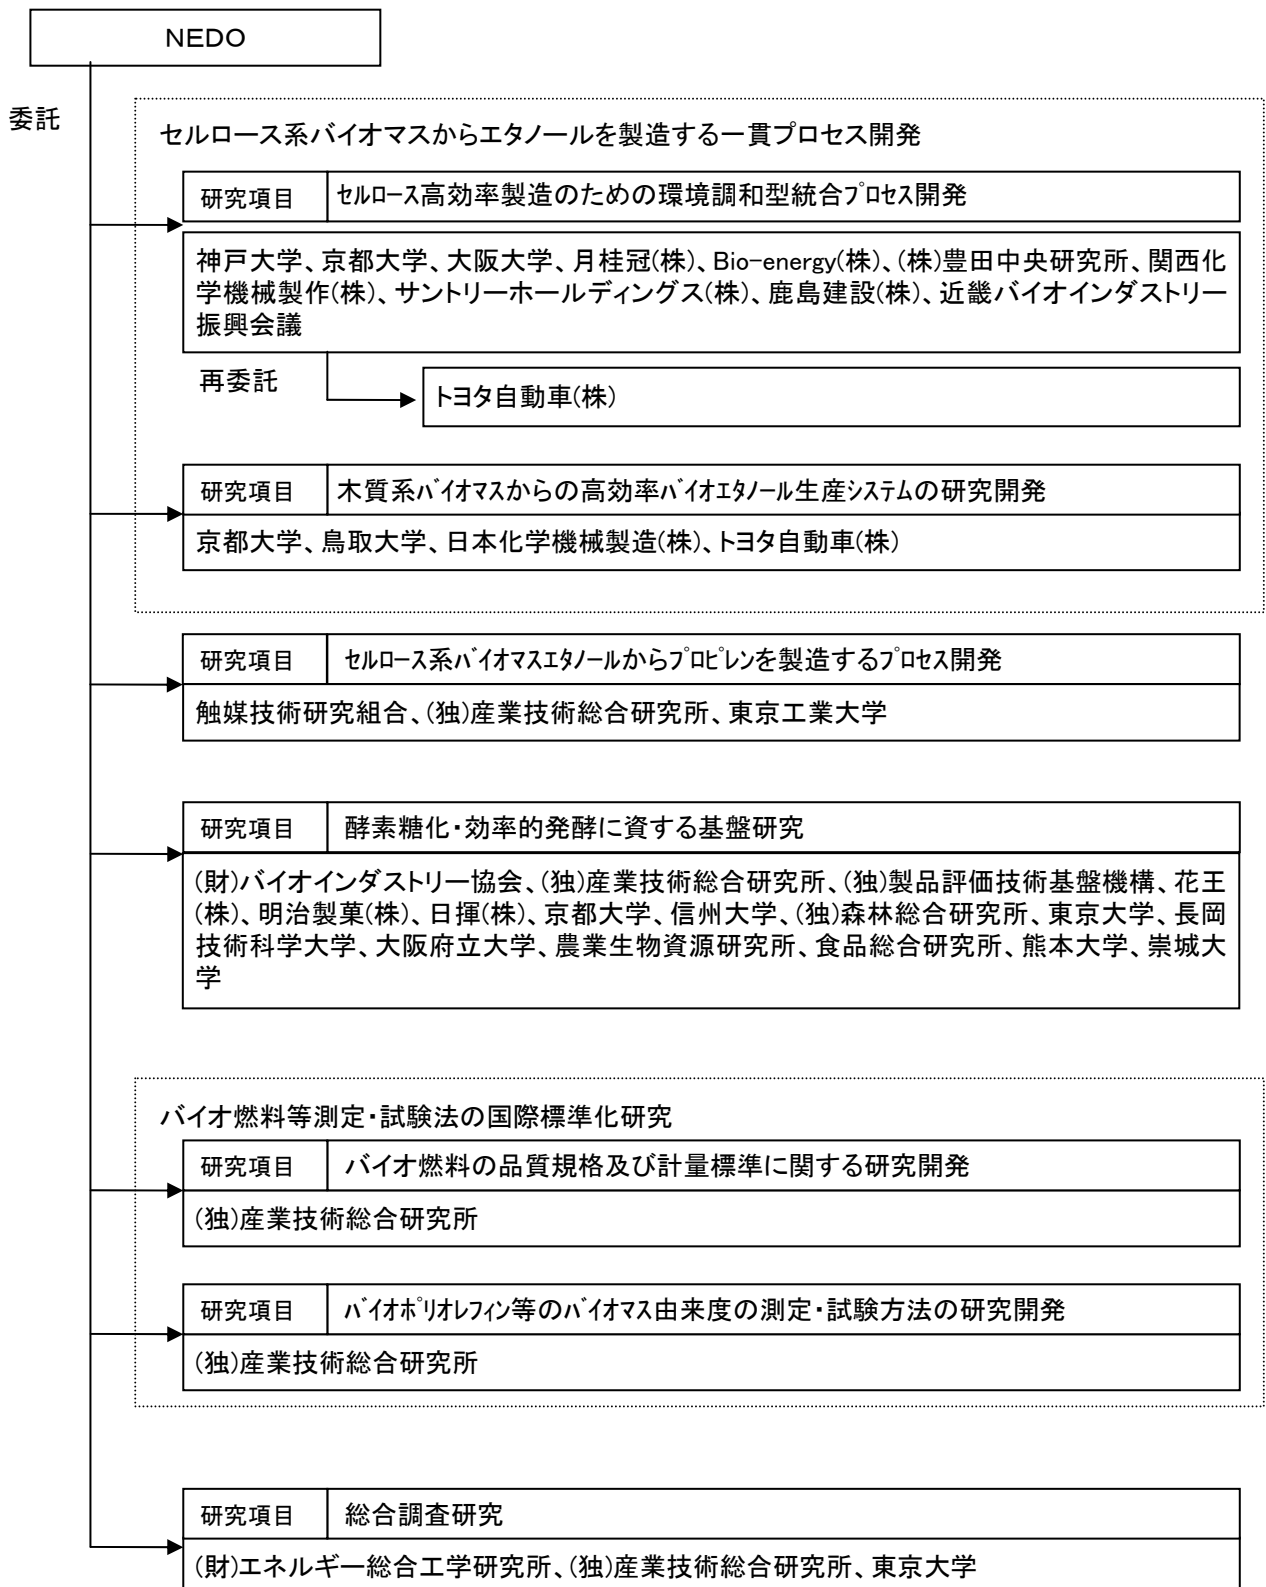 NEDO
委託
セルロース系バイオマスからエタノールを製造する一貫プロセス開発
研究項目 ｾﾙﾛｰｽ高効率製造のための環境調和型統合ﾌﾟﾛｾｽ開発
神戸大学、京都大学、大阪大学、月桂冠(株)、Bio-energy(株)、(株)豊田中央研究所、関西化
学機械製作(株)、サントリーホールディングス(株)、鹿島建設(株)、近畿バイオインダストリー
振興会議
再委託
トヨタ自動車(株)
研究項目 木質系ﾊﾞｲｵﾏｽからの高効率ﾊﾞｲｵｴﾀﾉｰﾙ生産システムの研究開発
京都大学、鳥取大学、日本化学機械製造(株)、トヨタ自動車(株)
研究項目 ｾﾙﾛｰｽ系ﾊﾞｲｵﾏｽｴﾀﾉｰﾙからﾌﾟﾛﾋﾟﾚﾝを製造するﾌﾟﾛｾｽ開発
触媒技術研究組合、(独)産業技術総合研究所、東京工業大学
研究項目 酵素糖化・効率的発酵に資する基盤研究
(財)バイオインダストリー協会、(独)産業技術総合研究所、(独)製品評価技術基盤機構、花王
(株)、明治製菓(株)、日揮(株)、京都大学、信州大学、(独)森林総合研究所、東京大学、長岡
技術科学大学、大阪府立大学、農業生物資源研究所、食品総合研究所、熊本大学、崇城大
学
バイオ燃料等測定・試験法の国際標準化研究
研究項目 バイオ燃料の品質規格及び計量標準に関する研究開発
(独)産業技術総合研究所
研究項目 ﾊﾞｲｵﾎﾟﾘｵﾚﾌｨﾝ等のﾊﾞｲｵﾏｽ由来度の測定・試験方法の研究開発
(独)産業技術総合研究所
研究項目 総合調査研究
(財)エネルギー総合工学研究所、(独)産業技術総合研究所、東京大学